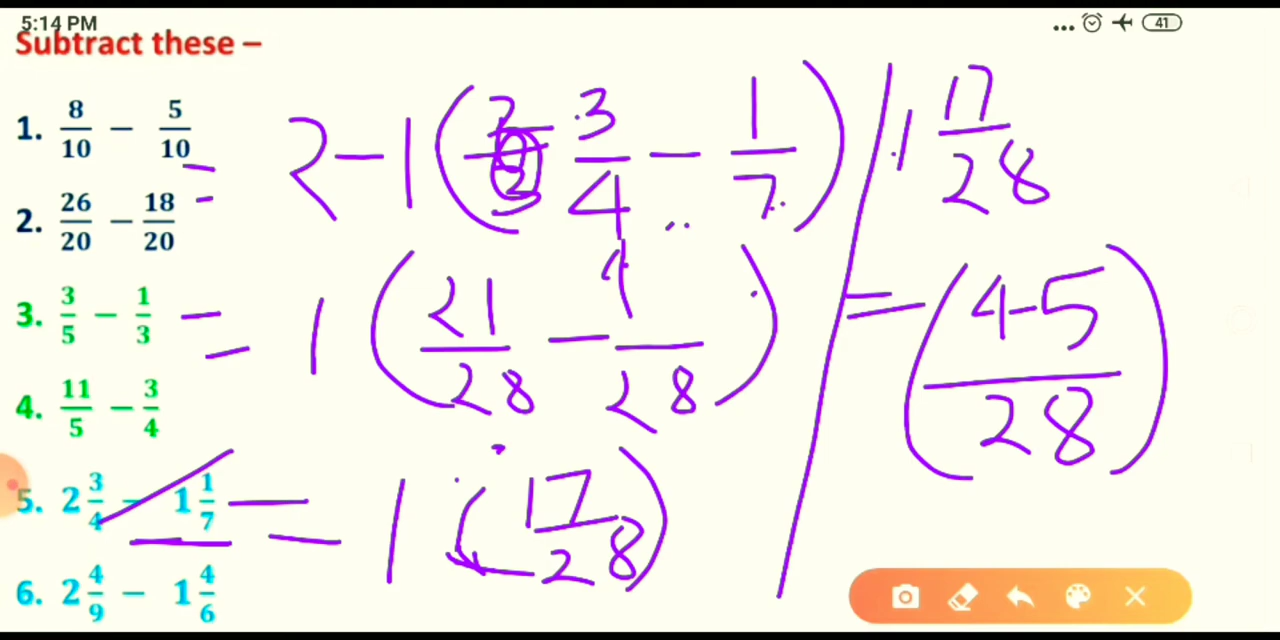 5:14 PM ... 41
Subtract these –
1. 8/10 – 5/10 = 2 – 1 ( 3/4 – 1/7 ) 1 17/28
2. 26/20 – 18/20
3. 3/5 – 1/3 = 1 ( 21/28 – 4/28 ) = ( 45/28 )
4. 11/5 – 3/4
5. 2 3/4 – 1 1/7 = 1 ( 17/28 )
6. 2 4/9 – 1 4/6